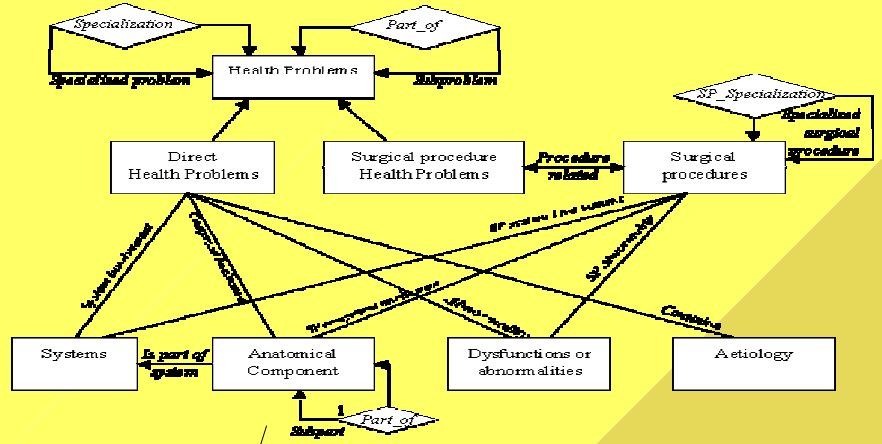 Specialization
Part_of
Health Problems
Specialized problem
Subproblem
SP_Specialization
Specialized
surgical
procedure
Direct
Health Problems
Surgical procedure
Health Problems
Procedure
related
Surgical
procedures
Systems
Is part of
system
Anatomical
Component
Dysfunctions or
abnormalities
Aetiology
1
Part_of
Subpart